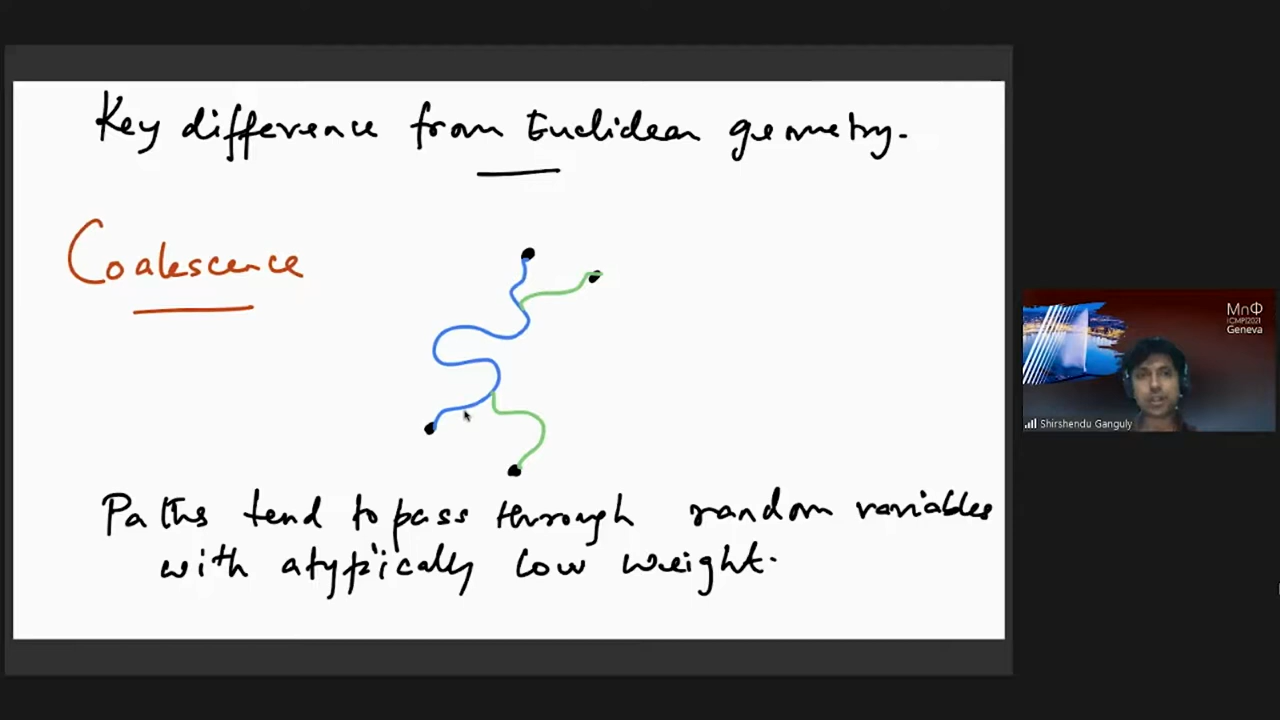 Key difference from Euclidean geometry.
Coalescence
Paths tend to pass through random variables
with atypically low weight.
MпФ
ICMP2021
Geneva
Shirshendu Ganguly